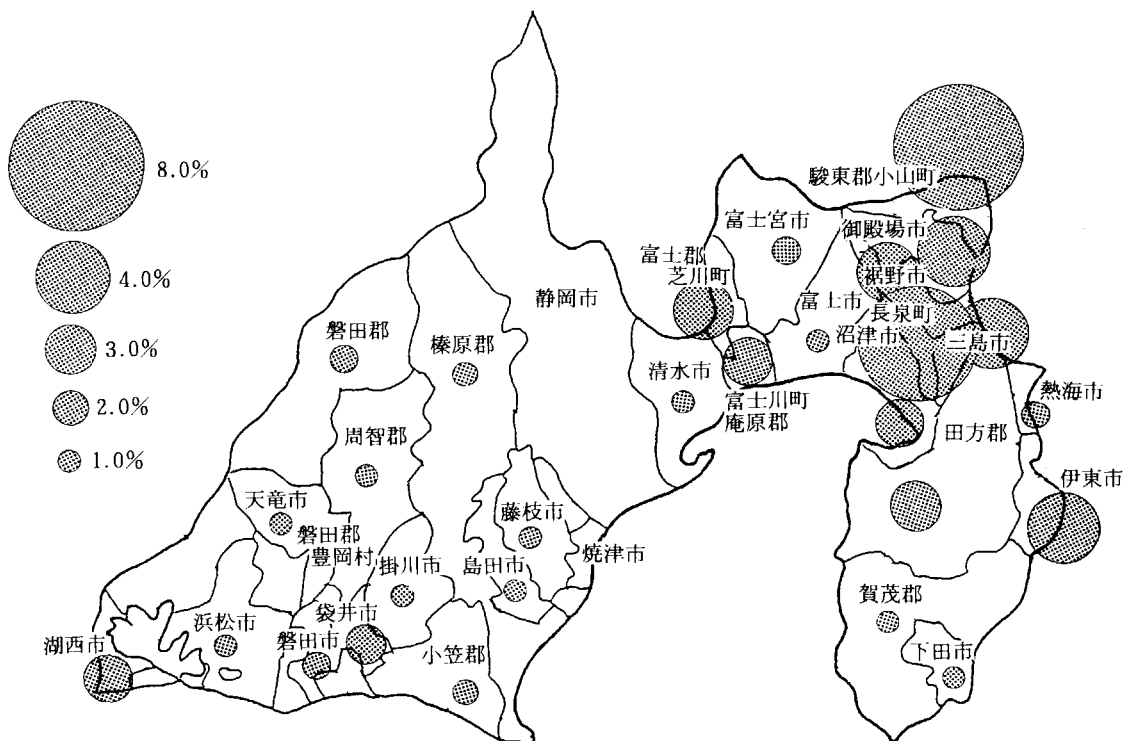 8.0%
4.0%
3.0%
2.0%
1.0%
駿東郡小山町
御殿場市
裾野市
長泉町
沼津市
三島市
富士宮市
富士郡
芝川町
富士市
静岡市
清水市
富士川町
庵原郡
熱海市
田方郡
伊東市
賀茂郡
下田市
磐田郡
榛原郡
周智郡
天竜市
磐田郡
豊岡村
藤枝市
焼津市
掛川市
島田市
袋井市
磐田市
浜松市
湖西市
小笠郡